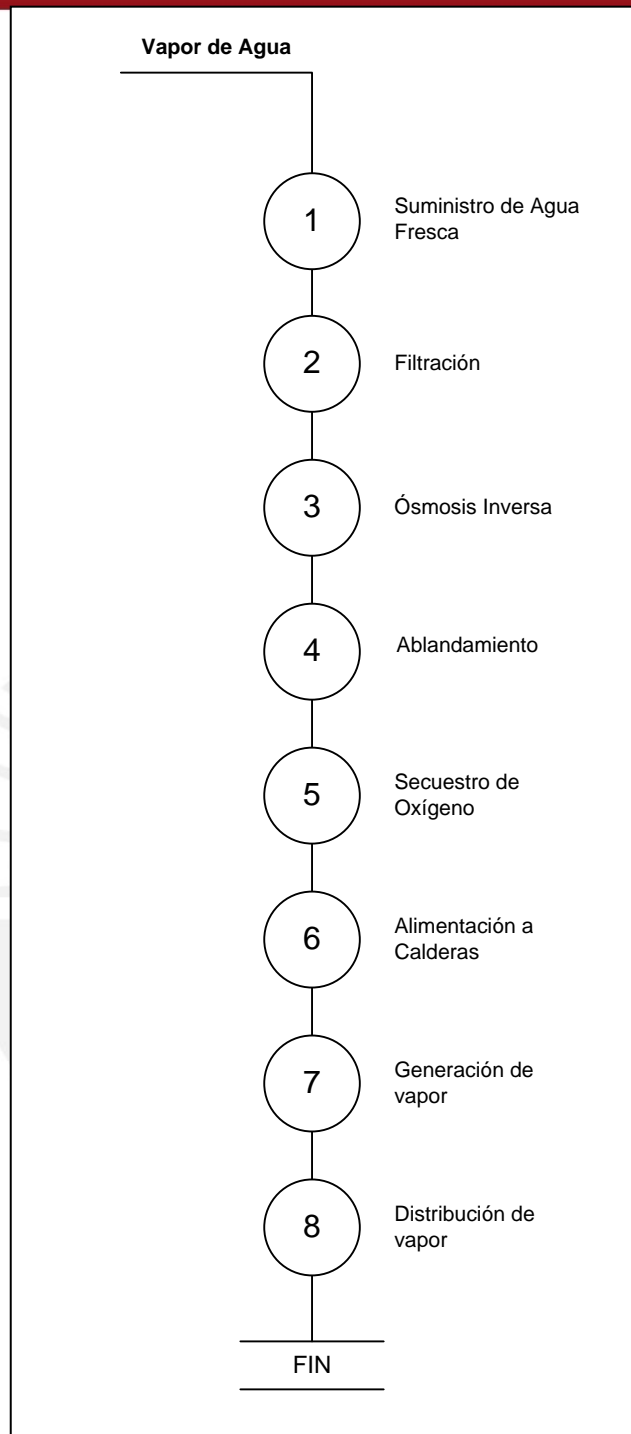 Vapor de Agua
1
Suministro de Agua
Fresca
2
Filtración
3
Ósmosis Inversa
4
Ablandamiento
5
Secuestro de
Oxígeno
6
Alimentación a
Calderas
7
Generación de
vapor
8
Distribución de
vapor
FIN